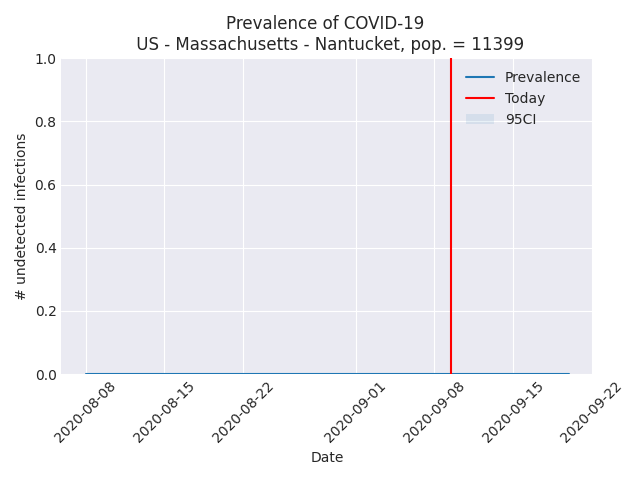 Prevalence of COVID-19
US - Massachusetts - Nantucket, pop. = 11399
Prevalence
Today
95CI
# undetected infections
1.0
0.8
0.6
0.4
0.2
0.0
2020-08-08
2020-08-15
2020-08-22
2020-09-01
2020-09-08
2020-09-15
2020-09-22
Date